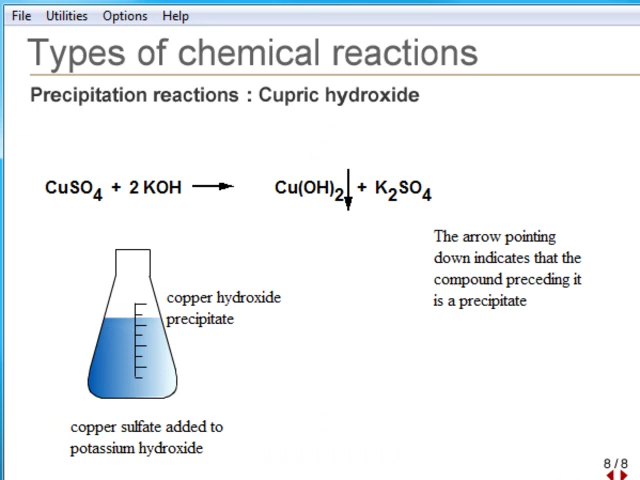 File Utilities Options Help
Types of chemical reactions
Precipitation reactions : Cupric hydroxide
CuSO4 + 2 KOH → Cu(OH)2↓ + K2SO4
The arrow pointing
down indicates that the
compound preceding it
is a precipitate
copper hydroxide
precipitate
copper sulfate added to
potassium hydroxide
8 / 8